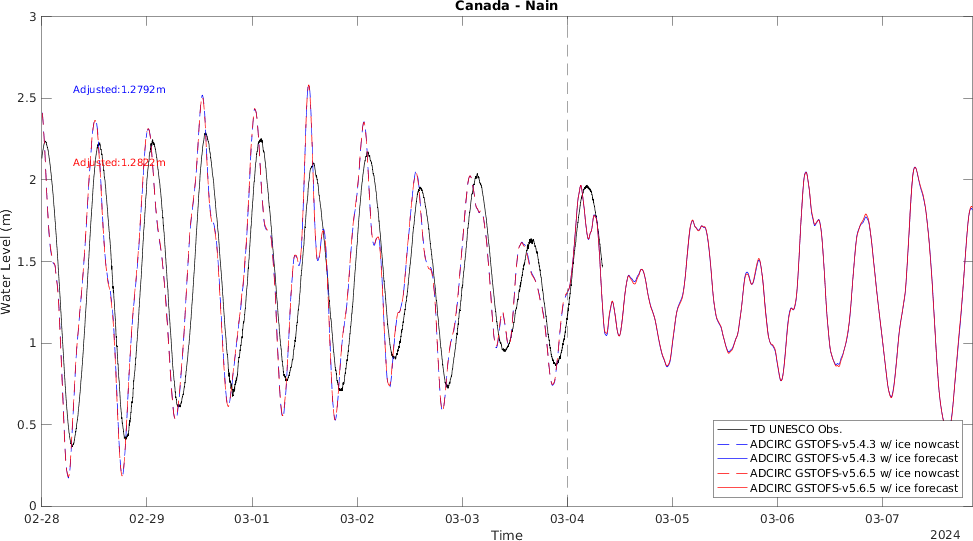 Canada - Nain
3
2.5
2
1.5
1
0.5
0
Water Level (m)
Adjusted:1.2792m
Adjusted:1.2822m
TD UNESCO Obs.
ADCIRC GSTOFS-v5.4.3 w/ ice nowcast
ADCIRC GSTOFS-v5.4.3 w/ ice forecast
ADCIRC GSTOFS-v5.6.5 w/ ice nowcast
ADCIRC GSTOFS-v5.6.5 w/ ice forecast
02-28 02-29 03-01 03-02 03-03 03-04 03-05 03-06 03-07
Time
2024